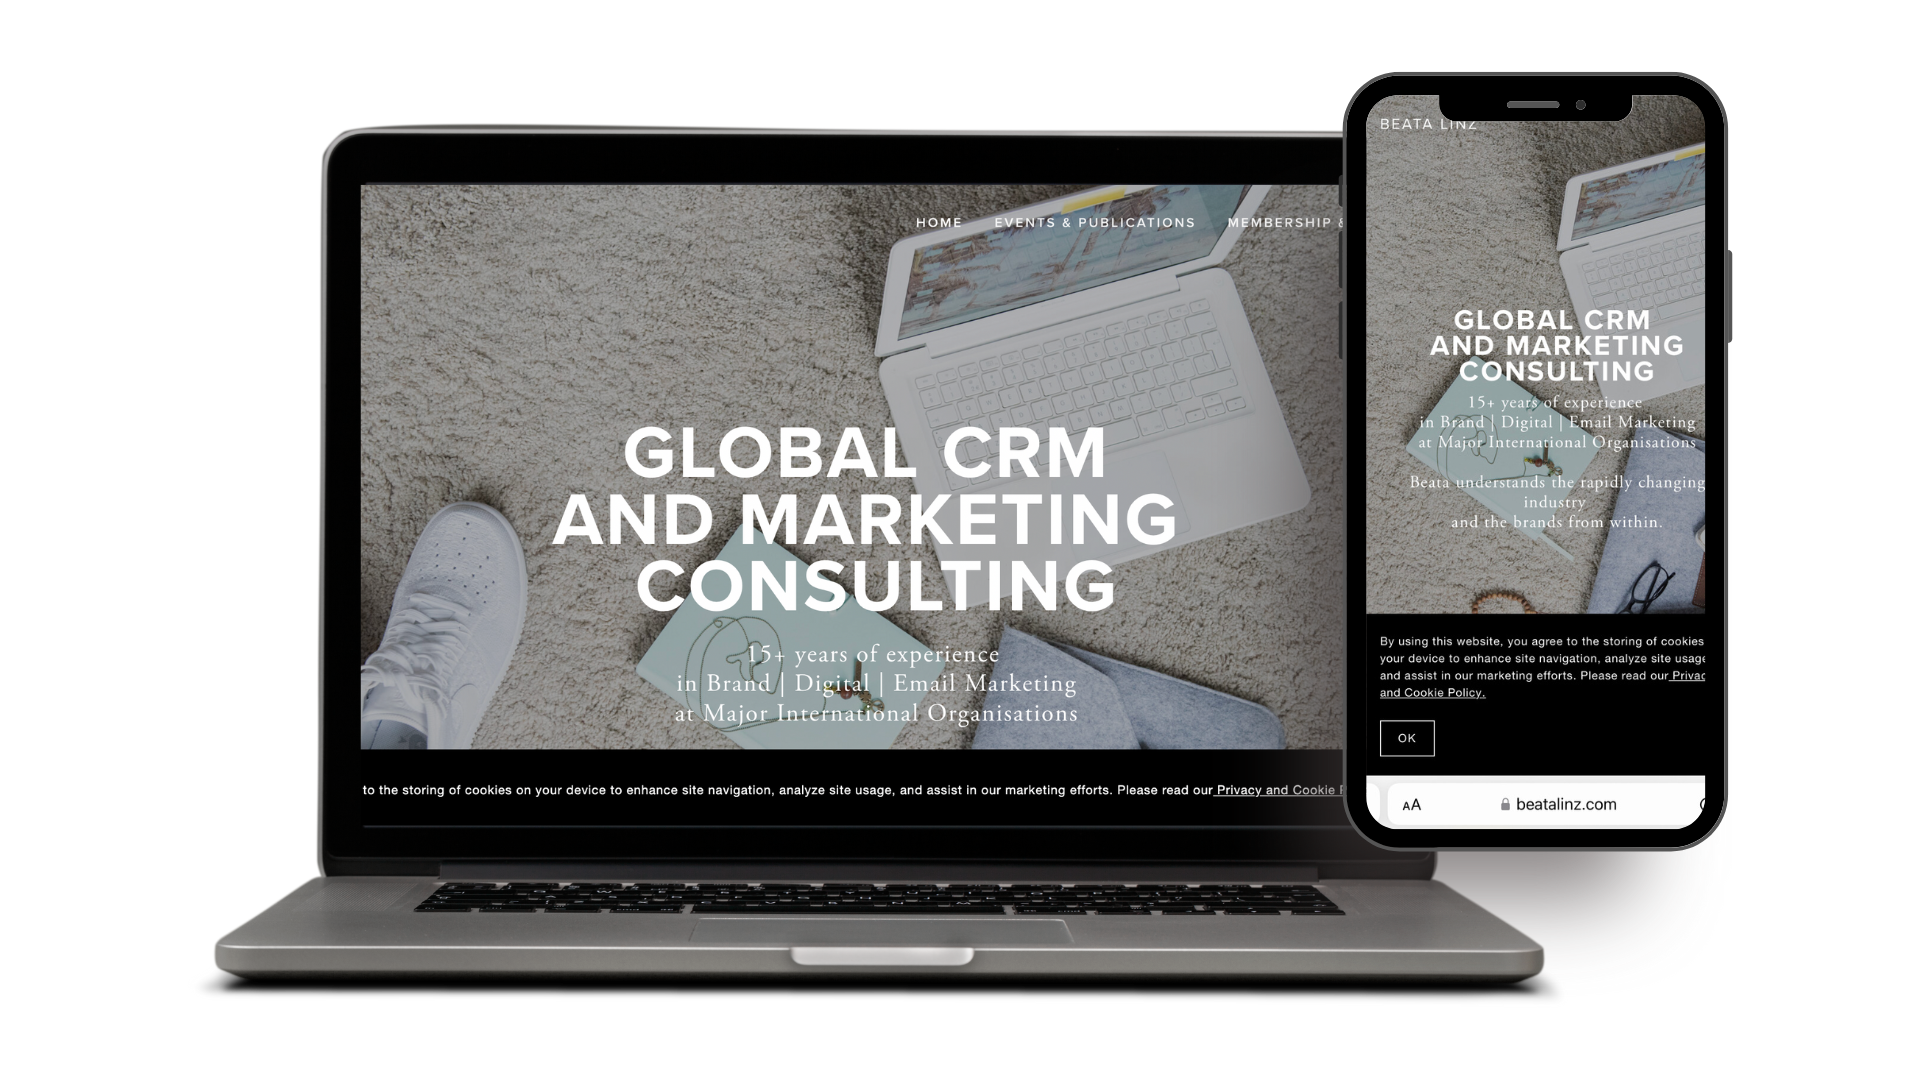 HOME EVENTS & PUBLICATIONS MEMBERSHIP &
GLOBAL CRM
AND MARKETING
CONSULTING
15+ years of experience
in Brand | Digital | Email Marketing
at Major International Organisations
to the storing of cookies on your device to enhance site navigation, analyze site usage, and assist in our marketing efforts. Please read our Privacy and Cookie
BEATA LINZ
GLOBAL CRM
AND MARKETING
CONSULTING
15+ years of experience
in Brand | Digital | Email Marketing
at Major International Organisations
Beata understands the rapidly changing
industry
and the brands from within.
By using this website, you agree to the storing of cookies
your device to enhance site navigation, analyze site usage
and assist in our marketing efforts. Please read our Privac
and Cookie Policy.
OK
AA beatalinz.com